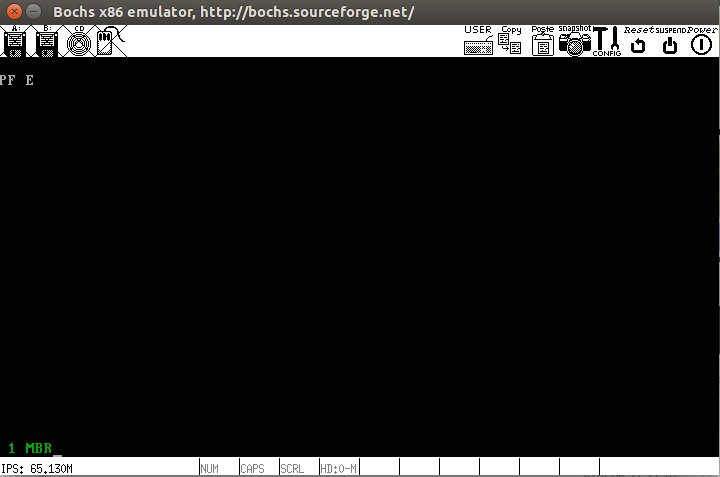 Bochs x86 emulator, http://bochs.sourceforge.net/
A: B: CD USER Copy Paste snapshot CONFIG Reset SUSPEND Power
PF E
1 MBR
IPS: 65.130M NUM CAPS SCRL HD:0-M